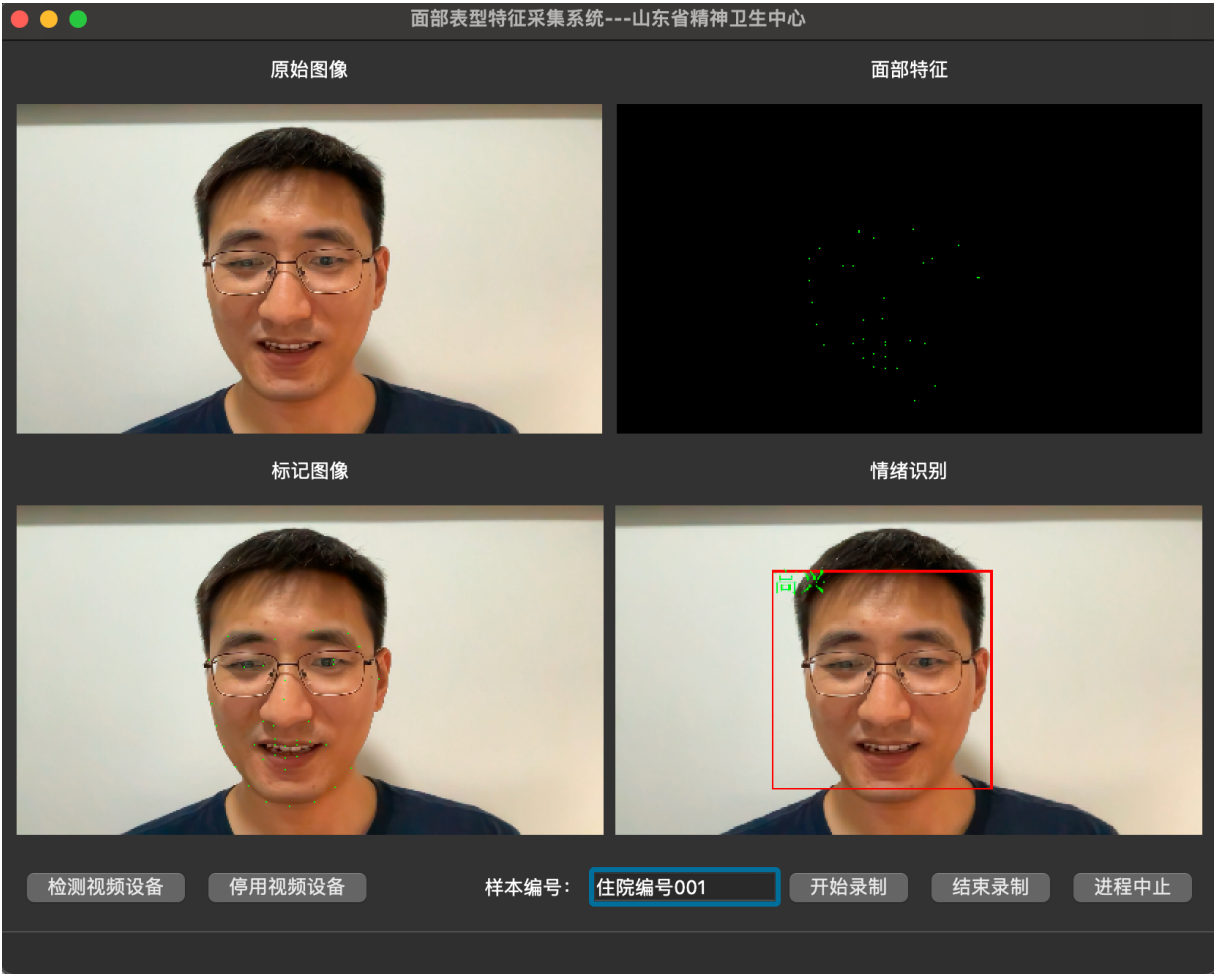 面部表型特征采集系统---山东省精神卫生中心
原始图像
面部特征
标记图像
情绪识别
高兴
检测视频设备
停用视频设备
样本编号：
住院编号001
开始录制
结束录制
进程中止